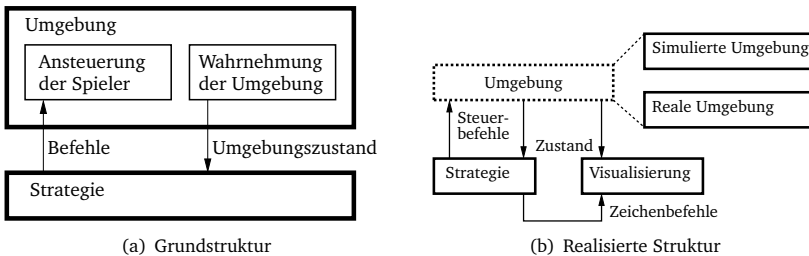 Umgebung
Ansteuerung
der Spieler
Wahrnehmung
der Umgebung
Befehle
Umgebungszustand
Strategie
(a) Grundstruktur
Simulierte Umgebung
Umgebung
Reale Umgebung
Steuer-
befehle
Zustand
Strategie
Visualisierung
Zeichenbefehle
(b) Realisierte Struktur